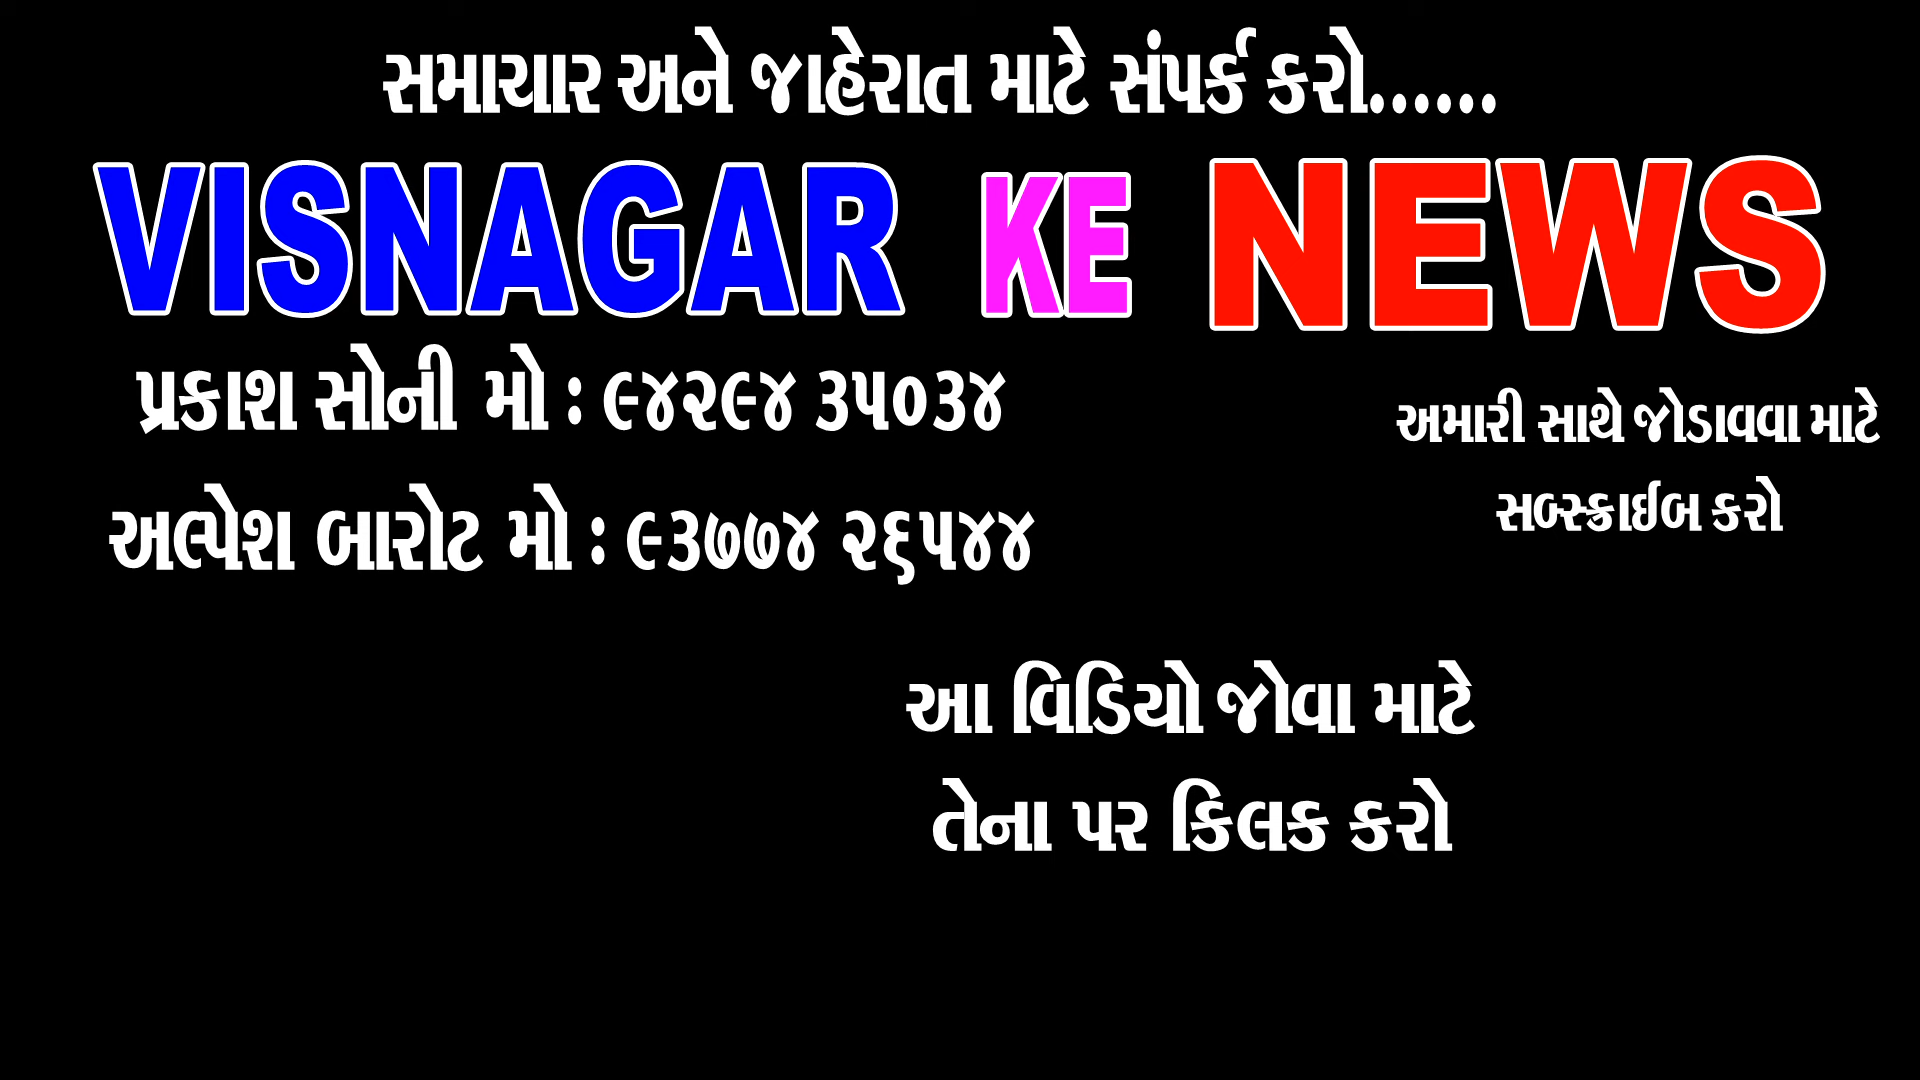 સમાચાર અને જાહેરાત માટે સંપર્ક કરો......
VISNAGAR KE NEWS
પ્રકાશ સોની મો : ૯૪૨૯૪ ૩૫૦૩૪
અલ્પેશ બારોટ મો : ૯૩૭૭૪ ૨૬૫૪૪
અમારી સાથે જોડાવવા માટે
સબ્સ્ક્રાઈબ કરો
આ વિડિયો જોવા માટે
તેના પર કિલક કરો